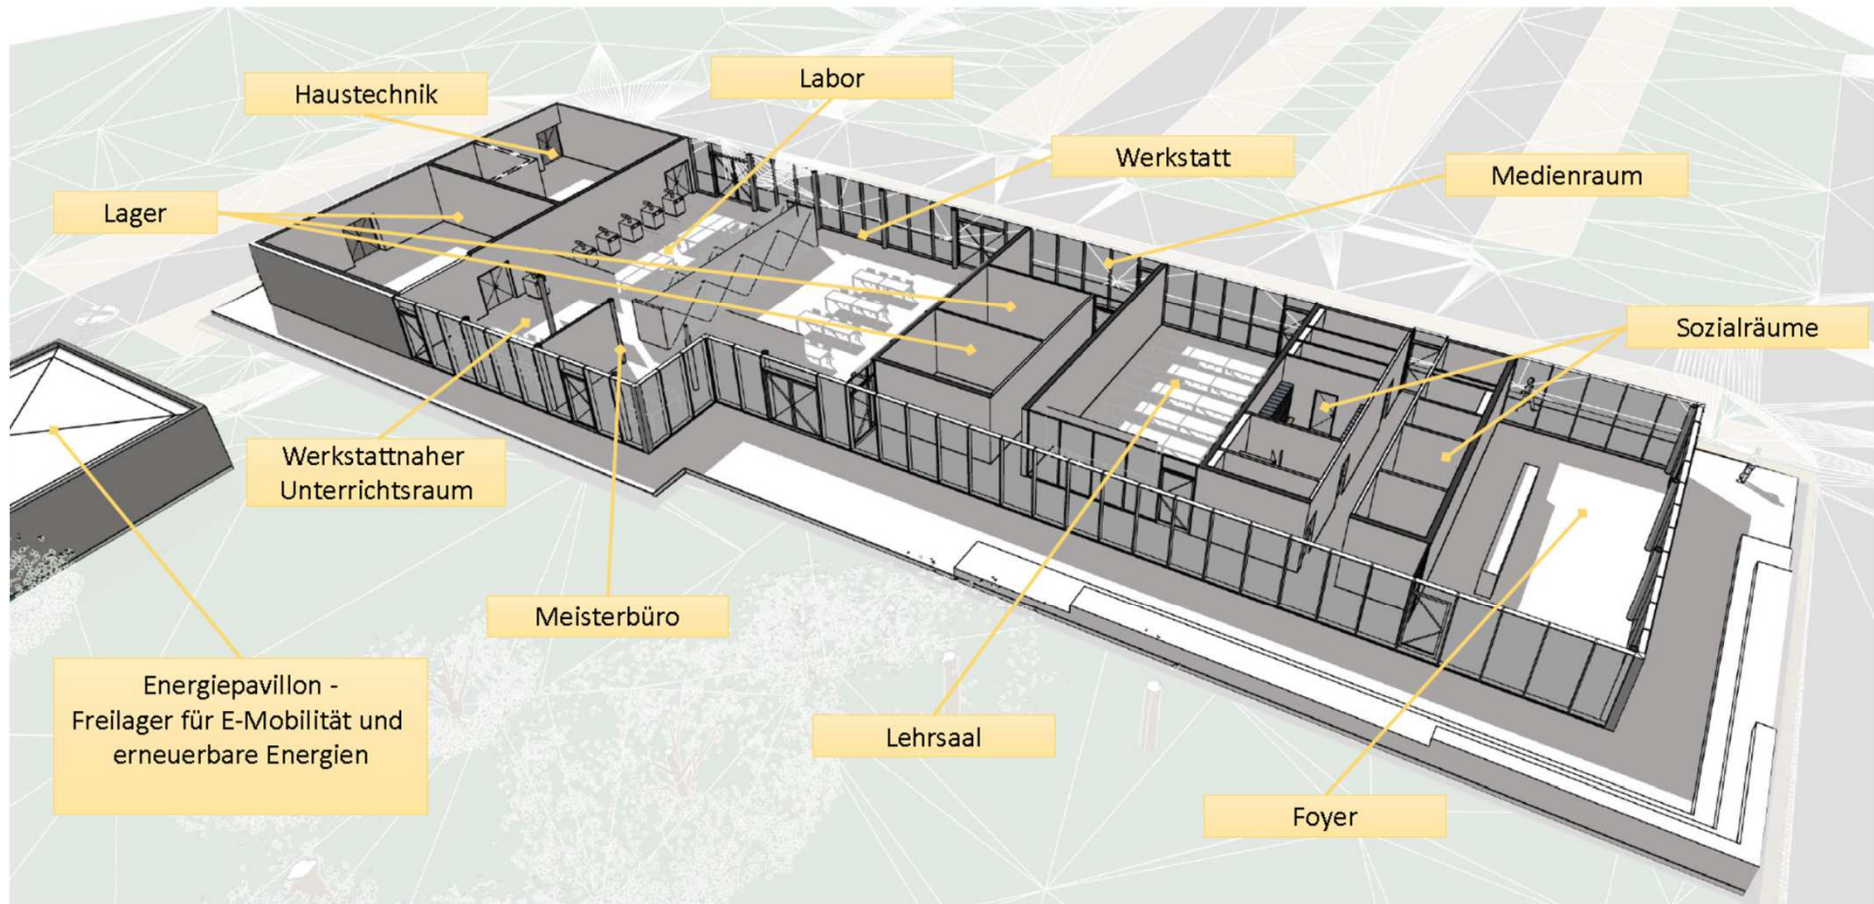 Haustechnik
Labor
Werkstatt
Medienraum
Lager
Sozialräume
Werkstattnaher
Unterrichtsraum
Meisterbüro
Energiepavillon -
Freilager für E-Mobilität und
erneuerbare Energien
Lehrsaal
Foyer